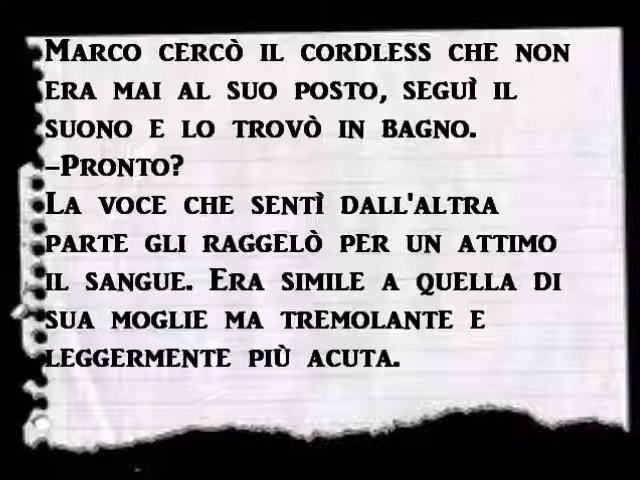 Marco cercò il cordless che non
era mai al suo posto, seguì il
suono e lo trovò in bagno.
-Pronto?
La voce che sentì dall'altra
parte gli raggelò per un attimo
il sangue. Era simile a quella di
sua moglie ma tremolante e
leggermente più acuta.